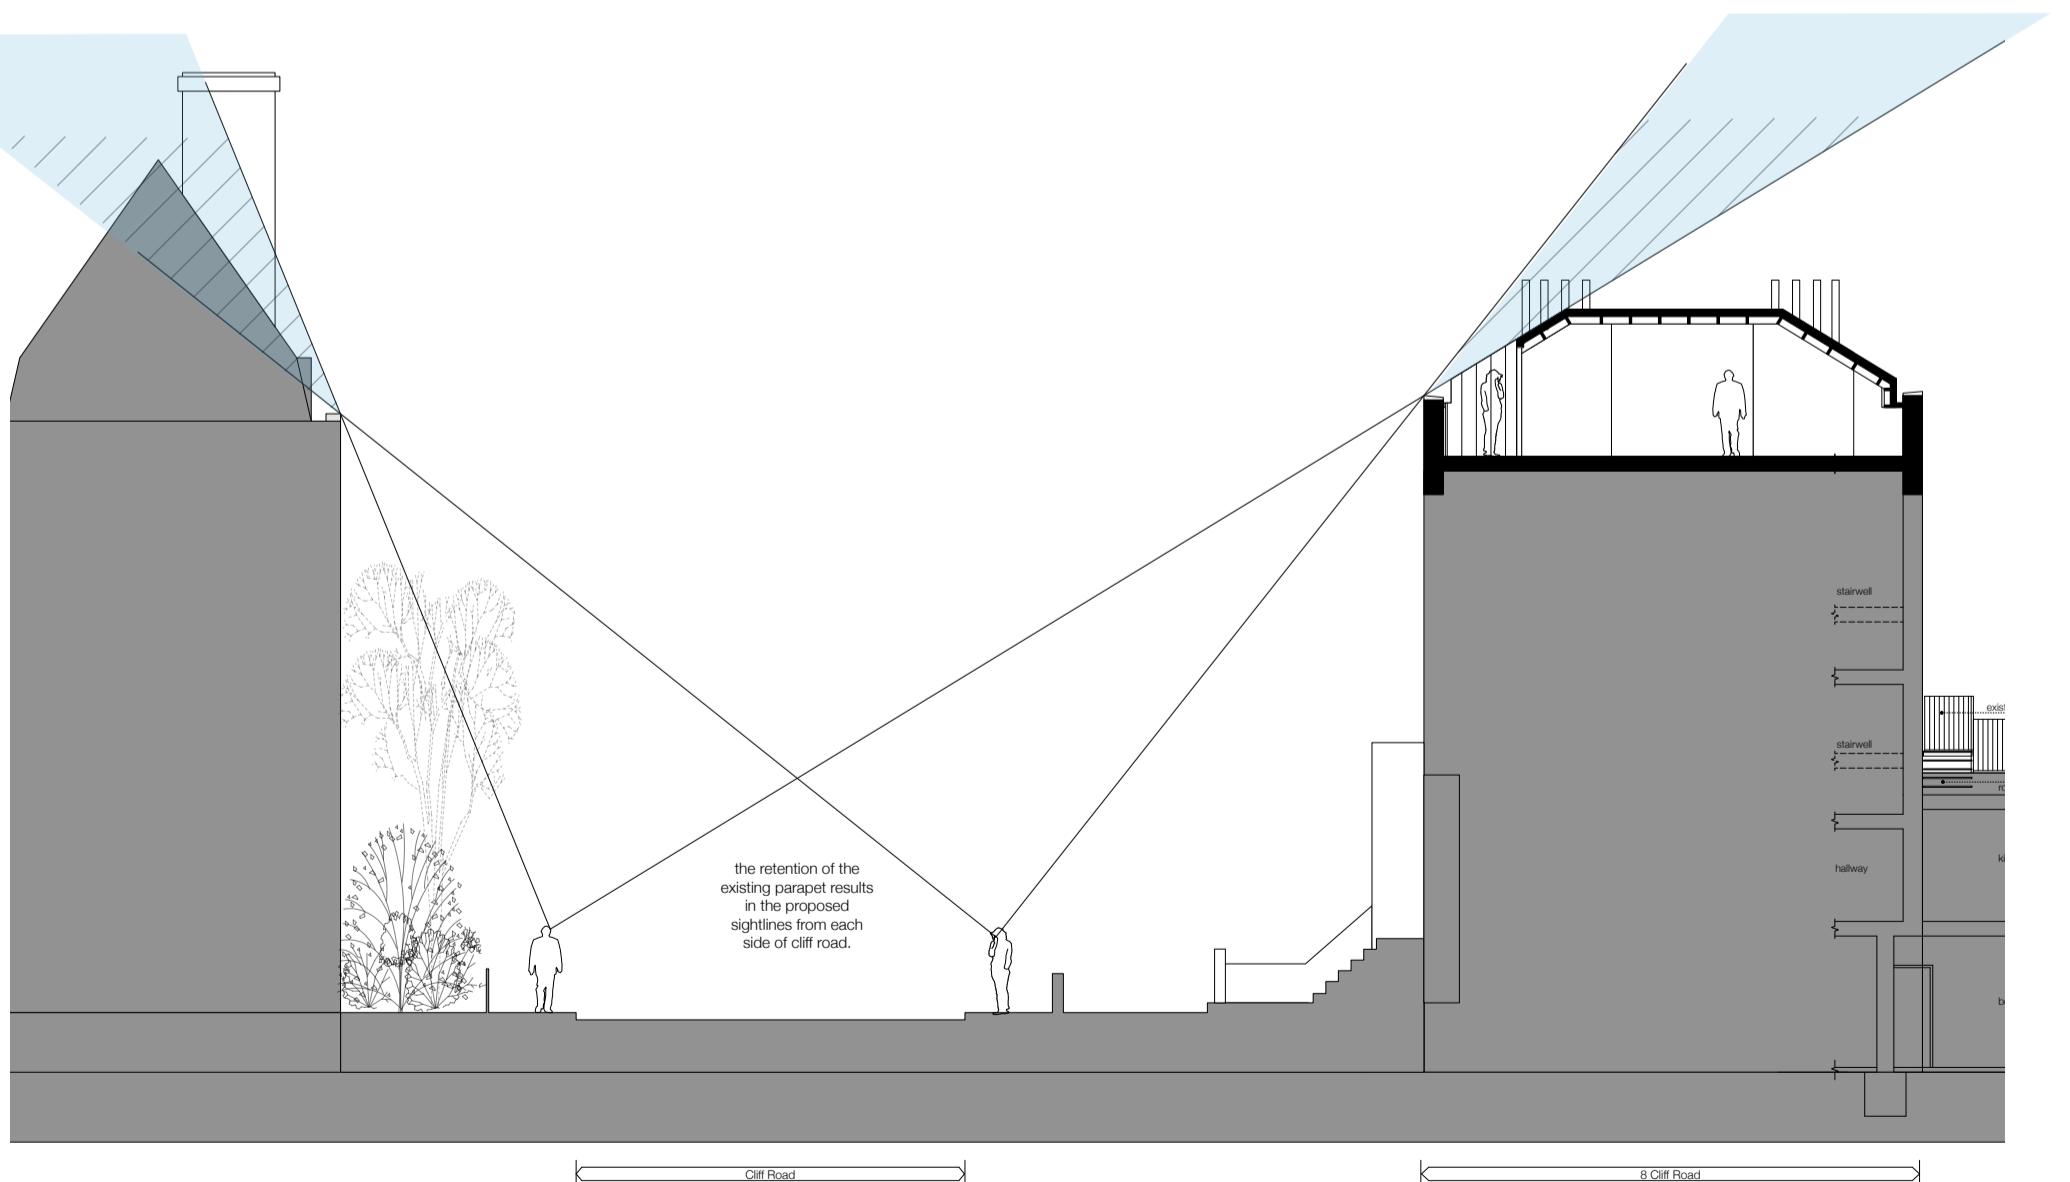 stairwell
exis
stairwell
the retention of the
existing parapet results
in the proposed
sightlines from each
side of cliff road.
hallway
Cliff Road
8 Cliff Road